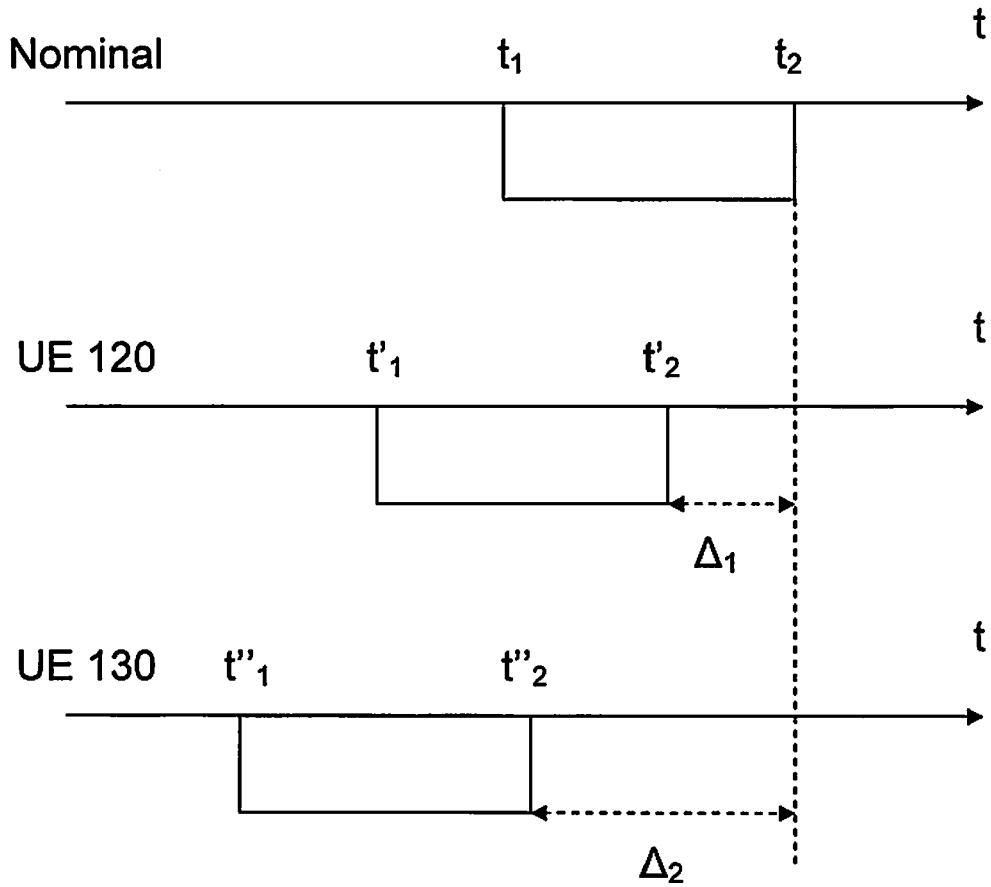 t
Nominal t₁ t₂
t
UE 120 t'₁ t'₂
Δ₁
t
UE 130 t''₁ t''₂
Δ₂